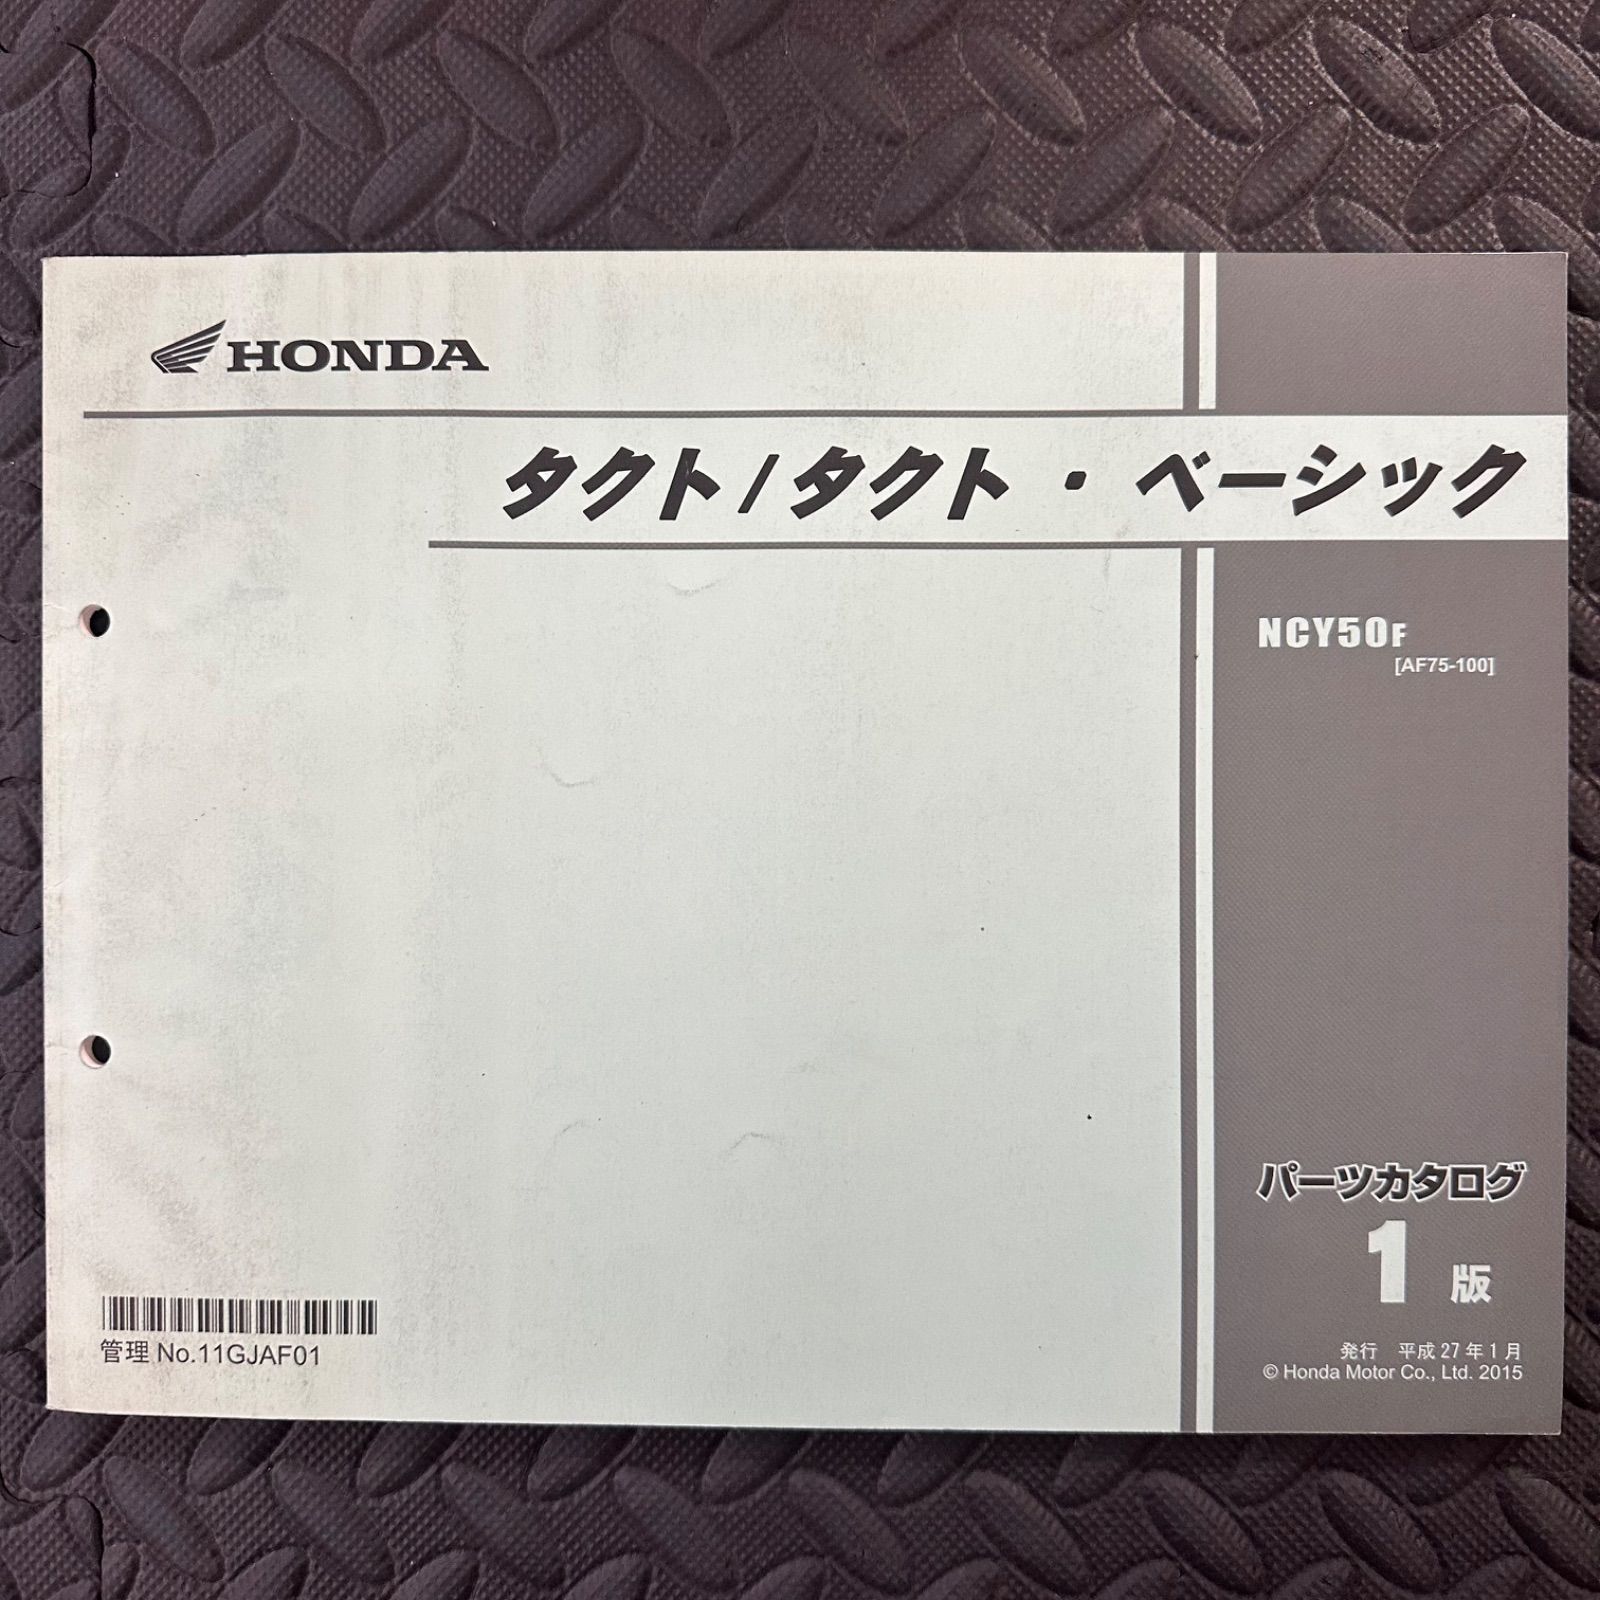 HONDA
タクト/タクト・ベーシック
NCY50F
[AF75-100]
パーツカタログ
1 版
管理 No.11GJAF01
発行 平成 27 年 1 月
© Honda Motor Co., Ltd. 2015